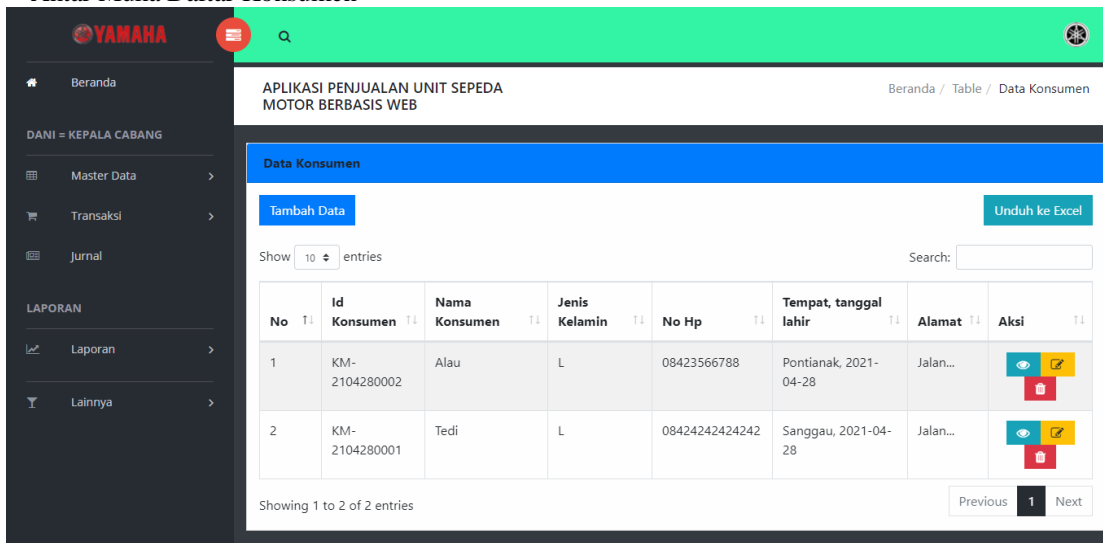 YAMAHA
Beranda
DANI = KEPALA CABANG
Master Data
Transaksi
Jurnal
LAPORAN
Laporan
Lainnya
APLIKASI PENJUALAN UNIT SEPEDA
MOTOR BERBASIS WEB
Beranda / Table / Data Konsumen
Data Konsumen
Tambah Data
Unduh ke Excel
Show 10 entries
Search:
No
Id
Konsumen
Nama
Konsumen
Jenis
Kelamin
No Hp
Tempat, tanggal
lahir
Alamat
Aksi
1
KM-
2104280002
Alau
L
08423566788
Pontianak, 2021-
04-28
Jalan...
2
KM-
2104280001
Tedi
L
08424242424242
Sanggau, 2021-04-
28
Jalan...
Showing 1 to 2 of 2 entries
Previous 1 Next